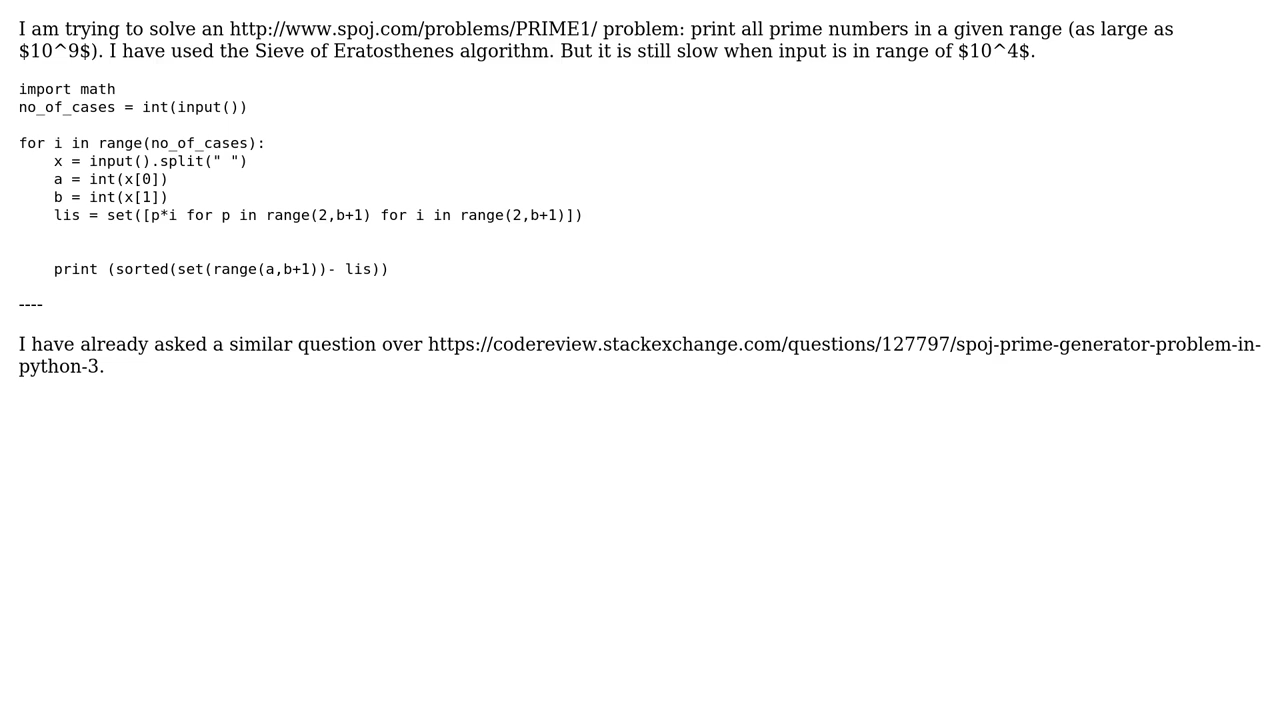 I am trying to solve an http://www.spoj.com/problems/PRIME1/ problem: print all prime numbers in a given range (as large as
$10^9$). I have used the Sieve of Eratosthenes algorithm. But it is still slow when input is in range of $10^4$.
import math
no_of_cases = int(input())
for i in range(no_of_cases):
    x = input().split(" ")
    a = int(x[0])
    b = int(x[1])
    lis = set([p*i for p in range(2,b+1) for i in range(2,b+1)])
    print (sorted(set(range(a,b+1))- lis))
----
I have already asked a similar question over https://codereview.stackexchange.com/questions/127797/spoj-prime-generator-problem-in-
python-3.